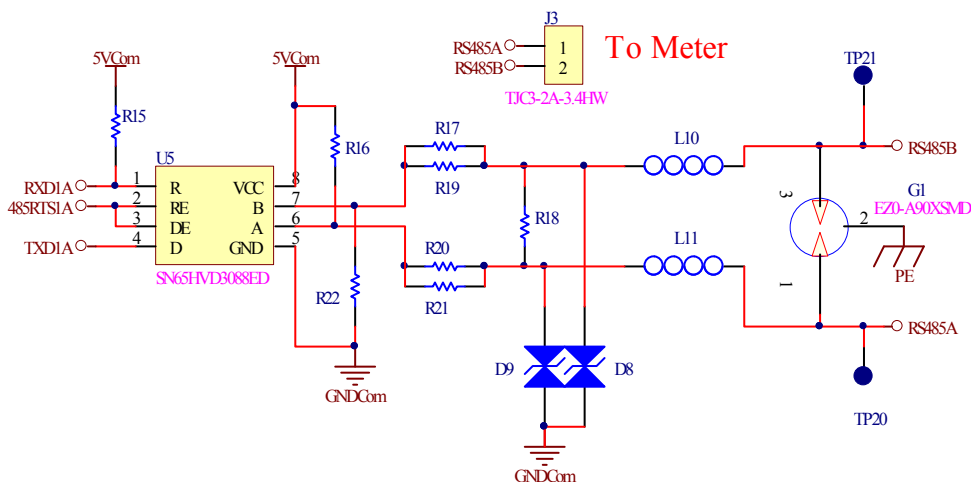 J3
RS485A
1
RS485B
2
To Meter
TJC3-2A-3.4HW
TP21
5VCom
5VCom
R15
R16
R17
R19
L10
RS485B
U5
RXD1A
1
R
VCC
8
485RTS1A
2
RE
B
7
3
DE
A
6
TXD1A
4
D
GND
5
SN65HVD3088ED
R18
3
G1
EZ0-A90XSMD
2
PE
R20
R21
L11
R22
1
RS485A
D9
D8
GNDCom
TP20
GNDCom